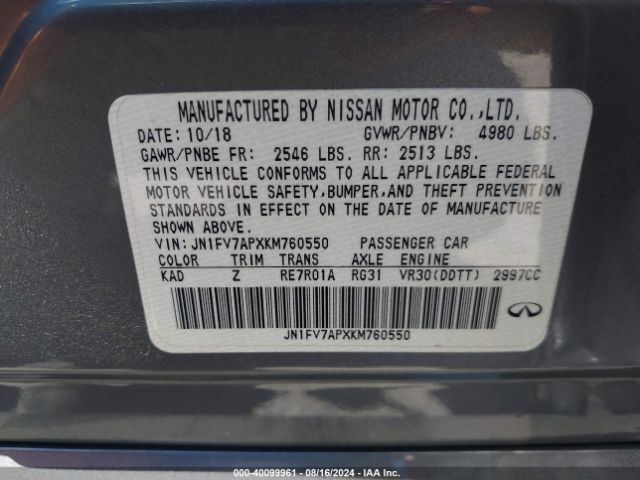 MANUFACTURED BY NISSAN MOTOR CO.,LTD.
DATE: 10/18 GVWR/PNBV: 4980 LBS.
GAWR/PNBE FR: 2546 LBS. RR: 2513 LBS.
THIS VEHICLE CONFORMS TO ALL APPLICABLE FEDERAL
MOTOR VEHICLE SAFETY,BUMPER,AND THEFT PREVENTION
STANDARDS IN EFFECT ON THE DATE OF MANUFACTURE
SHOWN ABOVE.
VIN: JN1FV7APXKM760550 PASSENGER CAR
COLOR TRIM TRANS AXLE ENGINE
KAD Z RE7R01A RG31 VR30(DDTT) 2997CC
JN1FV7APXKM760550
000-40099961 - 08/16/2024 - IAA Inc.